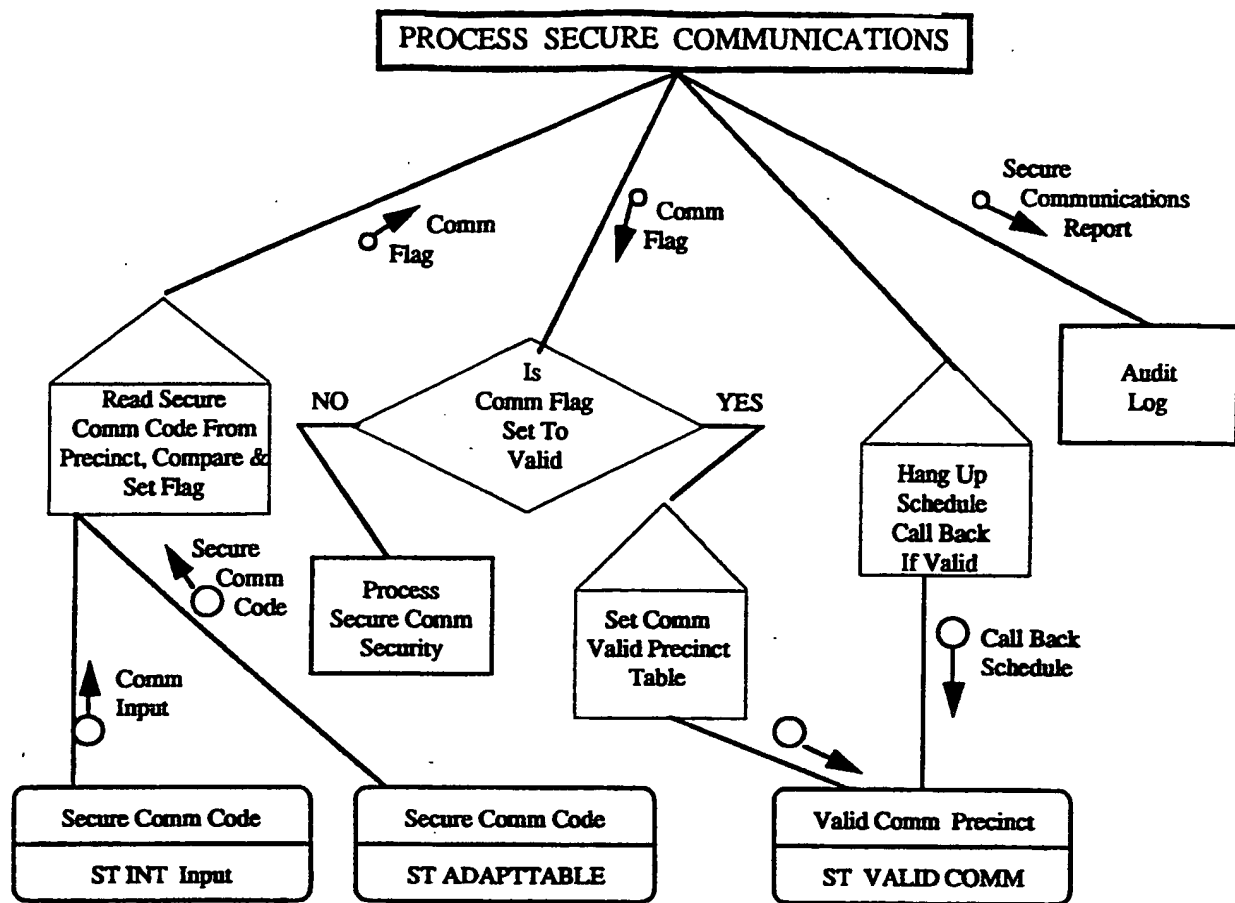 PROCESS SECURE COMMUNICATIONS
Comm
Flag
Comm
Flag
Secure
Communications
Report
Read Secure
Comm Code From
Precinct, Compare &
Set Flag
NO
Is
Comm Flag
Set To
Valid
YES
Hang Up
Schedule
Call Back
If Valid
Audit
Log
Secure
Comm
Code
Process
Secure Comm
Security
Set Comm
Valid Precinct
Table
Call Back
Schedule
Comm
Input
Secure Comm Code
ST INT Input
Secure Comm Code
ST ADAPTTABLE
Valid Comm Precinct
ST VALID COMM